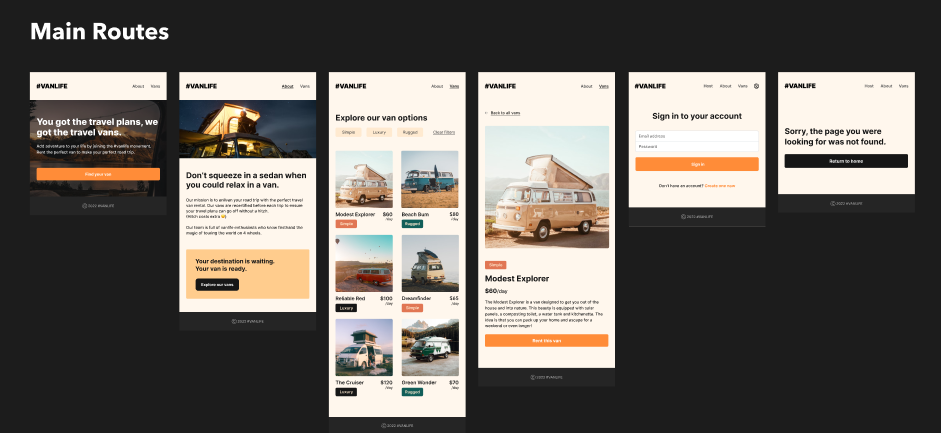 Main Routes
#VANLIFE
About Vans
You got the travel plans, we
got the travel vans.
Add adventure to your life by joining the #vanlife movement.
Rent the perfect van to make your perfect road trip.
Find your van
Ⓒ 2022 #VANLIFE
#VANLIFE
About Vans
Don't squeeze in a sedan when
you could relax in a van.
Our mission is to enliven your road trip with the perfect travel
van rental. Our vans are recertified before each trip to ensure
your travel plans can go off without a hitch.
(Hitch costs extra 😉)
Our team is full of vanlife enthusiasts who know firsthand the
magic of touring the world on 4 wheels.
Your destination is waiting.
Your van is ready.
Explore our vans
Ⓒ 2022 #VANLIFE
#VANLIFE
About Vans
Explore our van options
Simple Luxury Rugged Clear filters
Modest Explorer $60
/day
Simple
Beach Bum $80
/day
Rugged
Reliable Red $100
/day
Luxury
Dreamfinder $65
/day
Simple
The Cruiser $120
/day
Luxury
Green Wonder $70
/day
Rugged
Ⓒ 2022 #VANLIFE
#VANLIFE
About Vans
← Back to all vans
Simple
Modest Explorer
$60/day
The Modest Explorer is a van designed to get you out of the
house and into nature. This beauty is equipped with solar
panels, a composting toilet, a water tank and kitchenette. The
idea is that you can pack up your home and escape for a
weekend or even longer!
Rent this van
Ⓒ 2022 #VANLIFE
#VANLIFE
Host About Vans
Sign in to your account
Email address
Password
Sign in
Don't have an account? Create one now
Ⓒ 2022 #VANLIFE
#VANLIFE
Host About Vans
Sorry, the page you were
looking for was not found.
Return to home
Ⓒ 2022 #VANLIFE